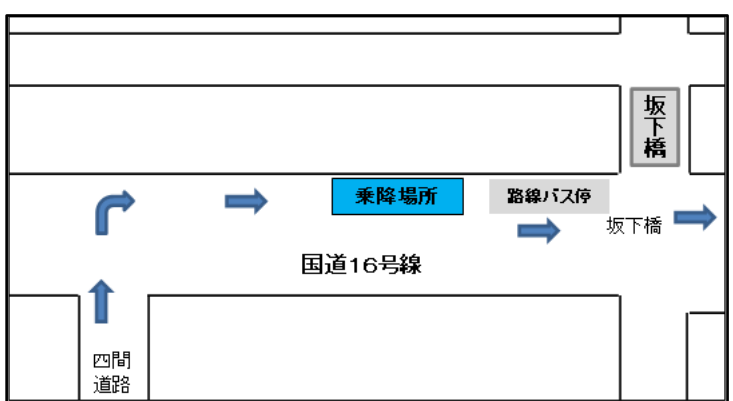 坂下橋
乗降場所
路線バス停
坂下橋
国道16号線
四間
道路